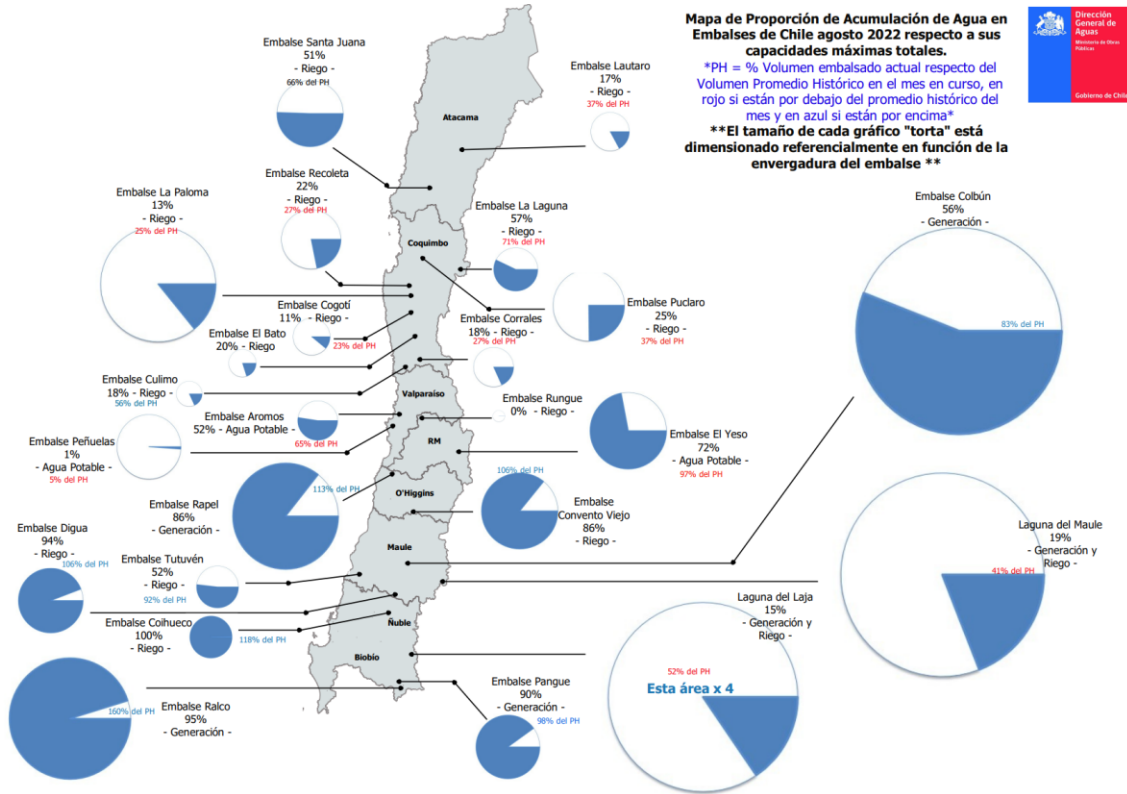 Mapa de Proporción de Acumulación de Agua en
Embalses de Chile agosto 2022 respecto a sus
capacidades máximas totales.
*PH = % Volumen embalsado actual respecto del
Volumen Promedio Histórico en el mes en curso, en
rojo si están por debajo del promedio histórico del
mes y en azul si están por encima*
**El tamaño de cada gráfico "torta" está
dimensionado referencialmente en función de la
envergadura del embalse **
Dirección
General de
Aguas
Ministerio de Obras
Públicas
Gobierno de Chile
Embalse Santa Juana
51%
- Riego -
66% del PH
Embalse Lautaro
17%
- Riego -
37% del PH
Atacama
Embalse Recoleta
22%
- Riego -
27% del PH
Embalse La Paloma
13%
- Riego -
25% del PH
Embalse La Laguna
57%
- Riego -
71% del PH
Embalse Colbún
56%
- Generación -
83% del PH
Coquimbo
Embalse Cogotí
11% - Riego -
23% del PH
Embalse Puclaro
25%
- Riego -
37% del PH
Embalse El Bato
20% - Riego
Embalse Corrales
18% - Riego -
27% del PH
Embalse Culimo
18% - Riego -
56% del PH
Valparaíso
Embalse Rungue
0% - Riego -
Embalse Aromos
52% - Agua Potable -
65% del PH
Embalse Peñuelas
1%
- Agua Potable -
5% del PH
RM
Embalse El Yeso
72%
- Agua Potable -
97% del PH
Embalse Rapel
86%
- Generación -
113% del PH
O'Higgins
106% del PH
Embalse
Convento Viejo
86%
- Riego -
Laguna del Maule
19%
- Generación y
Riego -
41% del PH
Embalse Digua
94%
- Riego -
106% del PH
Maule
Embalse Tutuvén
52%
- Riego -
92% del PH
Embalse Coihueco
100%
- Riego -
118% del PH
Ñuble
Laguna del Laja
15%
- Generación y
Riego -
52% del PH
Esta área x 4
Biobío
Embalse Ralco
95%
- Generación -
160% del PH
Embalse Pangue
90%
- Generación -
98% del PH